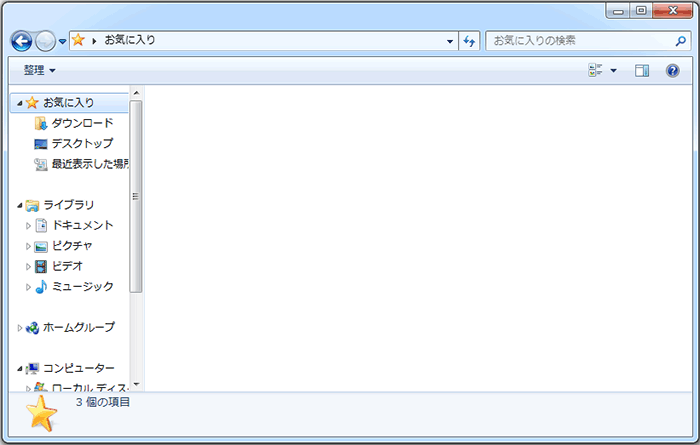 お気に入り
お気に入りの検索
整理
お気に入り
ダウンロード
デスクトップ
最近表示した場所
ライブラリ
ドキュメント
ピクチャ
ビデオ
ミュージック
ホームグループ
コンピューター
ローカル ディス
3 個の項目